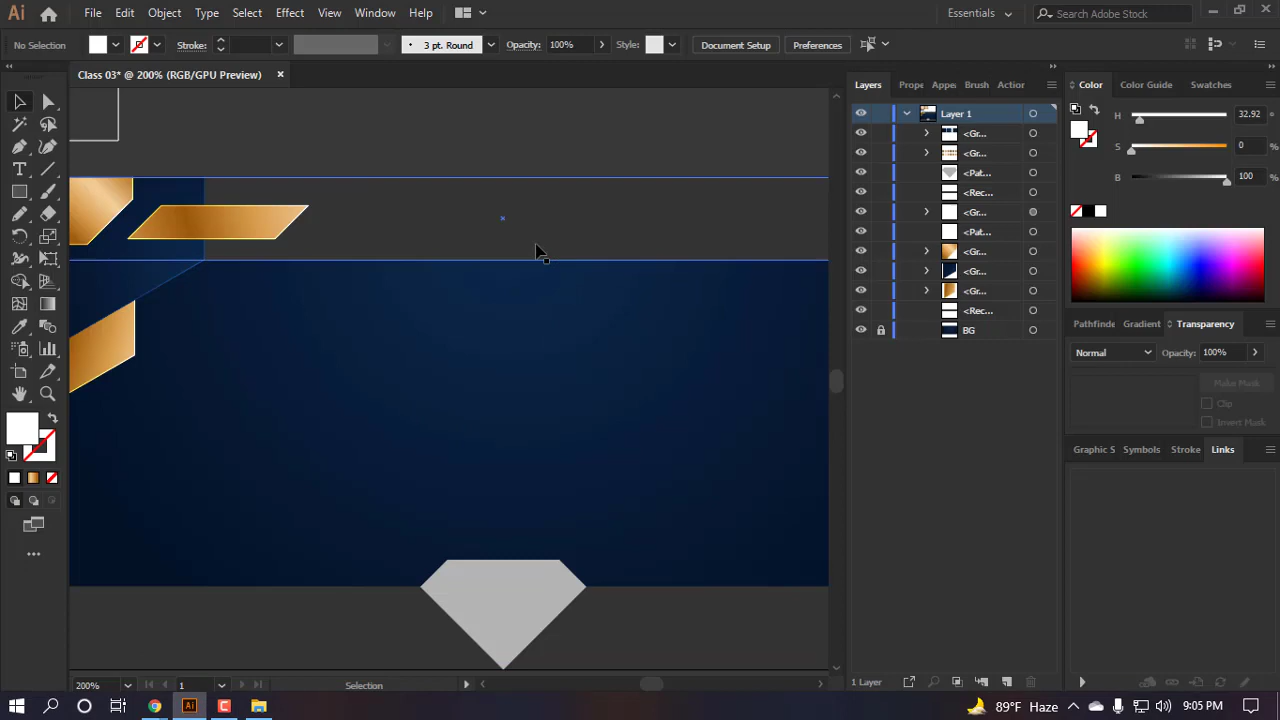 Ai File Edit Object Type Select Effect View Window Help Essentials Search Adobe Stock
No Selection Stroke: 3 pt. Round Opacity: 100% Style: Document Setup Preferences
Class 03* @ 200% (RGB/GPU Preview) ×
Layers Prope Appea Brush Action
Color Color Guide Swatches
Layer 1
<Gr...
<Gr...
<Pat...
<Rec...
<Gr...
<Pat...
<Gr...
<Gr...
<Gr...
<Rec...
BG
H 32.92 °
S 0 %
B 100 %
Pathfinde Gradient Transparency
Normal Opacity: 100%
Make Mask
Clip
Invert Mask
Graphic S Symbols Stroke Links
200% 1 Selection
1 Layer
Ai 89°F Haze 9:05 PM